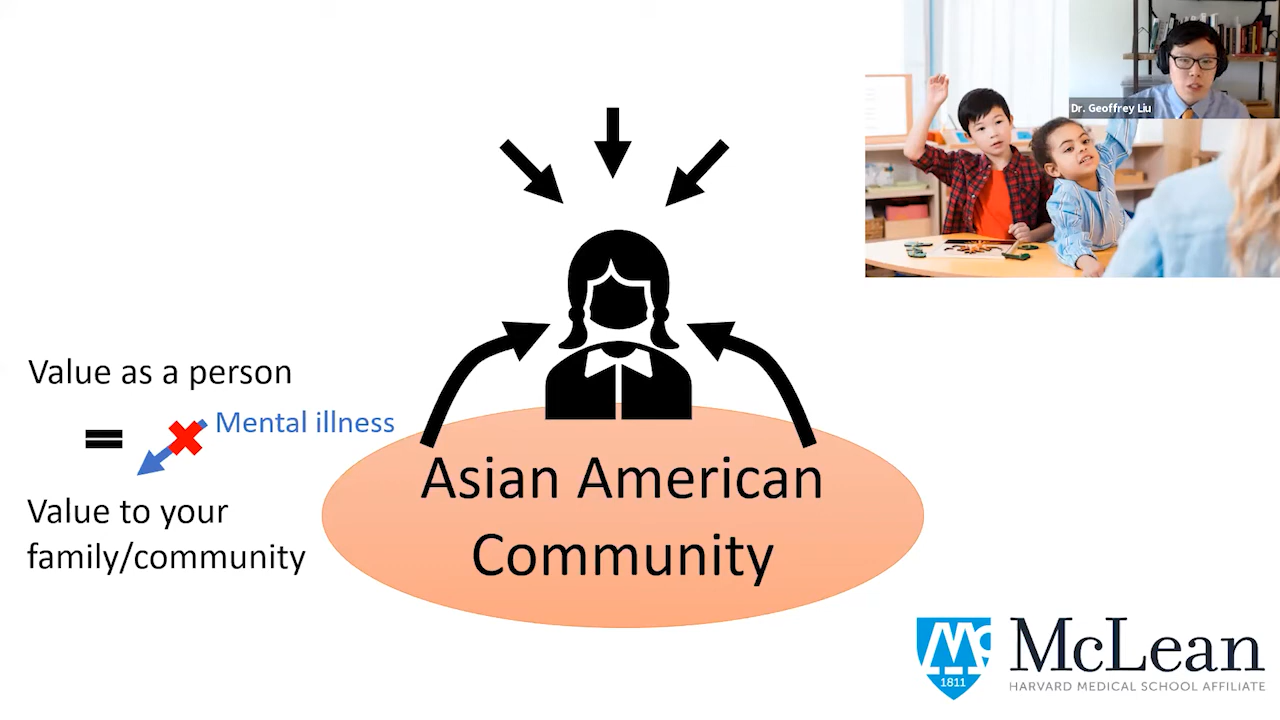 Dr. Geoffrey Liu
Value as a person
=
Mental illness
Value to your
family/community
Asian American
Community
Mc
1811
McLean
HARVARD MEDICAL SCHOOL AFFILIATE